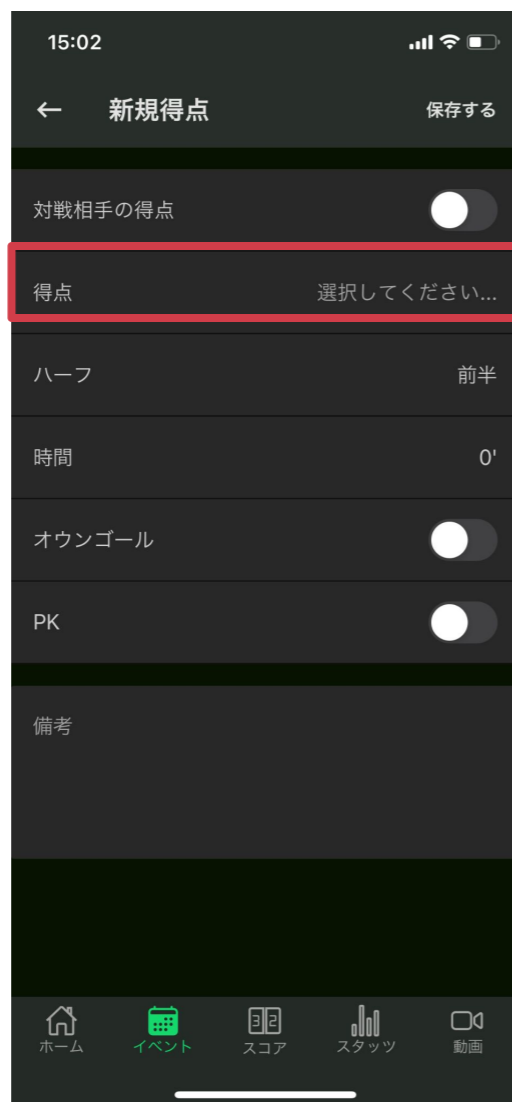 15:02
← 新規得点 保存する
対戦相手の得点
得点 選択してください...
ハーフ 前半
時間 0'
オウンゴール
PK
備考
ホーム イベント スコア スタッツ 動画